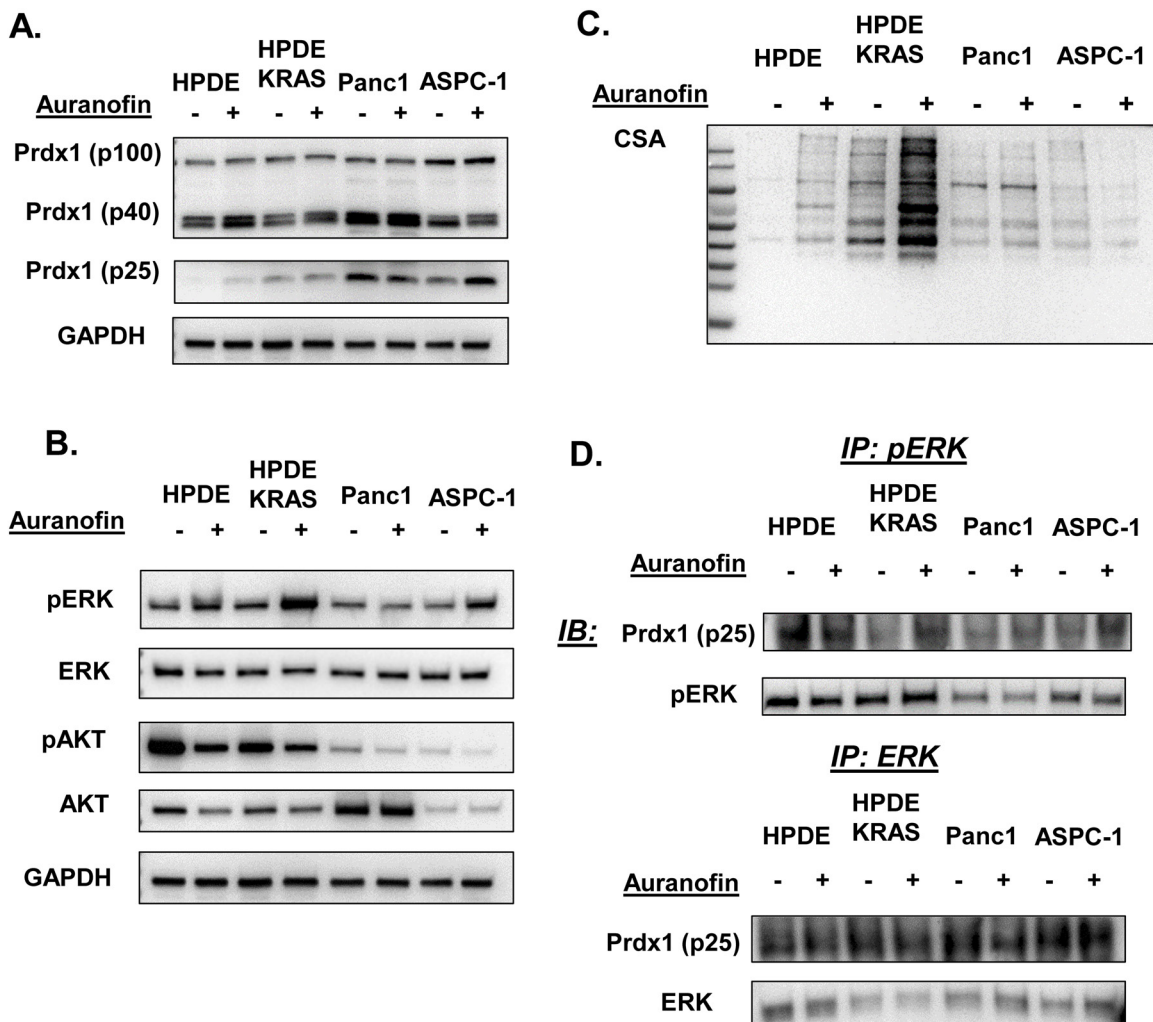 A.
HPDE
HPDE
KRAS
Panc1
ASPC-1
Auranofin
- + - + - + - +
Prdx1 (p100)
Prdx1 (p40)
Prdx1 (p25)
GAPDH
B.
HPDE
HPDE
KRAS
Panc1
ASPC-1
Auranofin
- + - + - + - +
pERK
ERK
pAKT
AKT
GAPDH
C.
HPDE
HPDE
KRAS
Panc1
ASPC-1
Auranofin
- + - + - + - +
CSA
D.
IP: pERK
HPDE
HPDE
KRAS
Panc1
ASPC-1
Auranofin
- + - + - + - +
IB:
Prdx1 (p25)
pERK
IP: ERK
HPDE
HPDE
KRAS
Panc1
ASPC-1
Auranofin
- + - + - + - +
Prdx1 (p25)
ERK